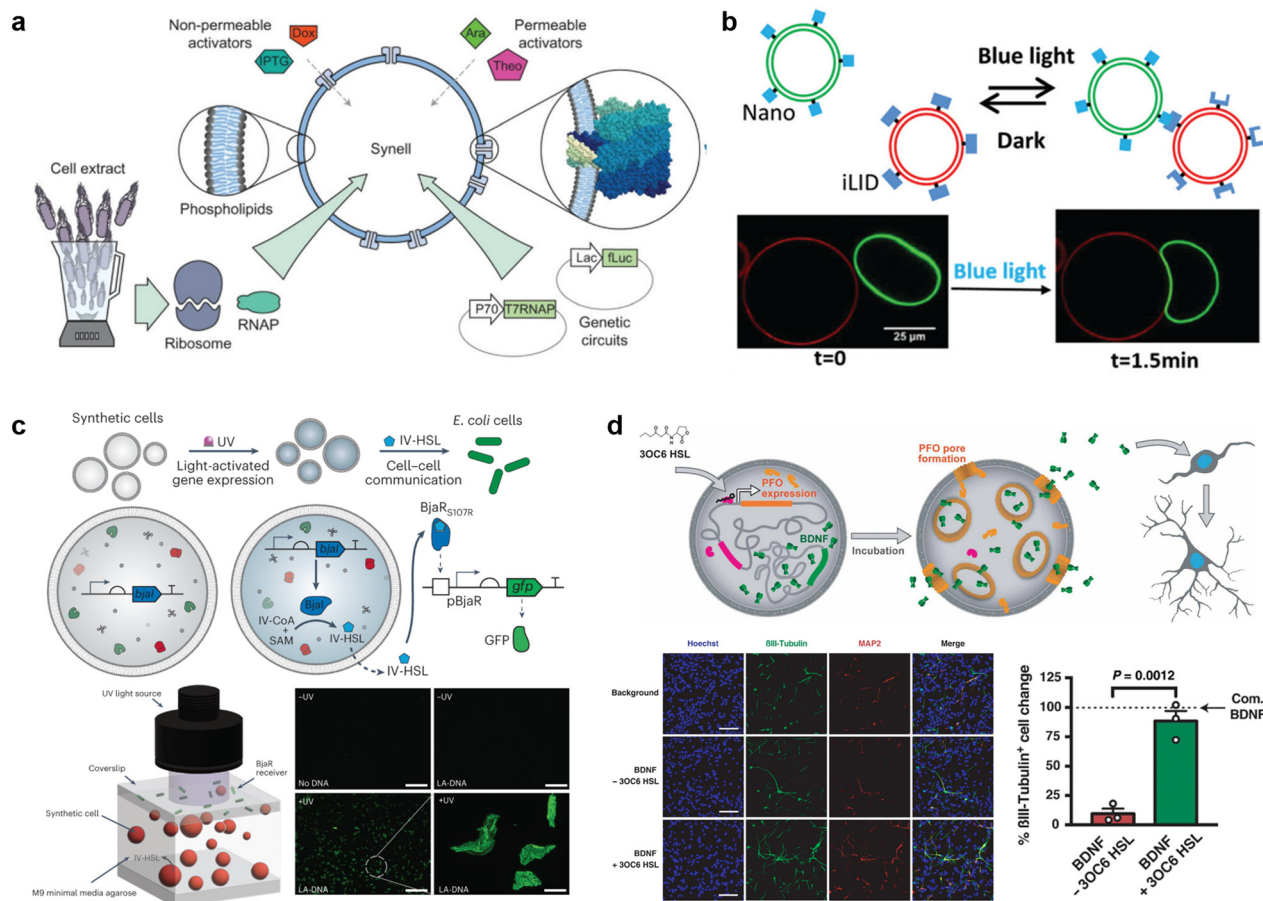 a
Non-permeable
activators
Dox
IPTG
Ara
Theo
Permeable
activators
Synell
Cell extract
Phospholipids
Ribosome
RNAP
Lac
fLuc
P70
T7RNAP
Genetic
circuits
b
Nano
Blue light
Dark
iLID
Blue light
25 µm
t=0
t=1.5min
c
Synthetic cells
UV
Light-activated
gene expression
IV-HSL
Cell–cell
communication
E. coli cells
bjaI
bjaI
BjaI
IV-CoA
+
SAM
IV-HSL
IV-HSL
BjaR S107R
pBjaR
gfp
GFP
UV light source
Coverslip
BjaR
receiver
Synthetic cell
IV-HSL
M9 minimal media agarose
–UV
No DNA
–UV
LA-DNA
+UV
LA-DNA
+UV
LA-DNA
d
3OC6 HSL
PFO
expression
BDNF
Incubation
PFO pore
formation
Hoechst
ßIII-Tubulin
MAP2
Merge
Background
BDNF
– 3OC6 HSL
BDNF
+ 3OC6 HSL
% ßIII-Tubulin+ cell change
125
100
75
50
25
0
P = 0.0012
Com.
BDNF
BDNF
– 3OC6 HSL
BDNF
+ 3OC6 HSL